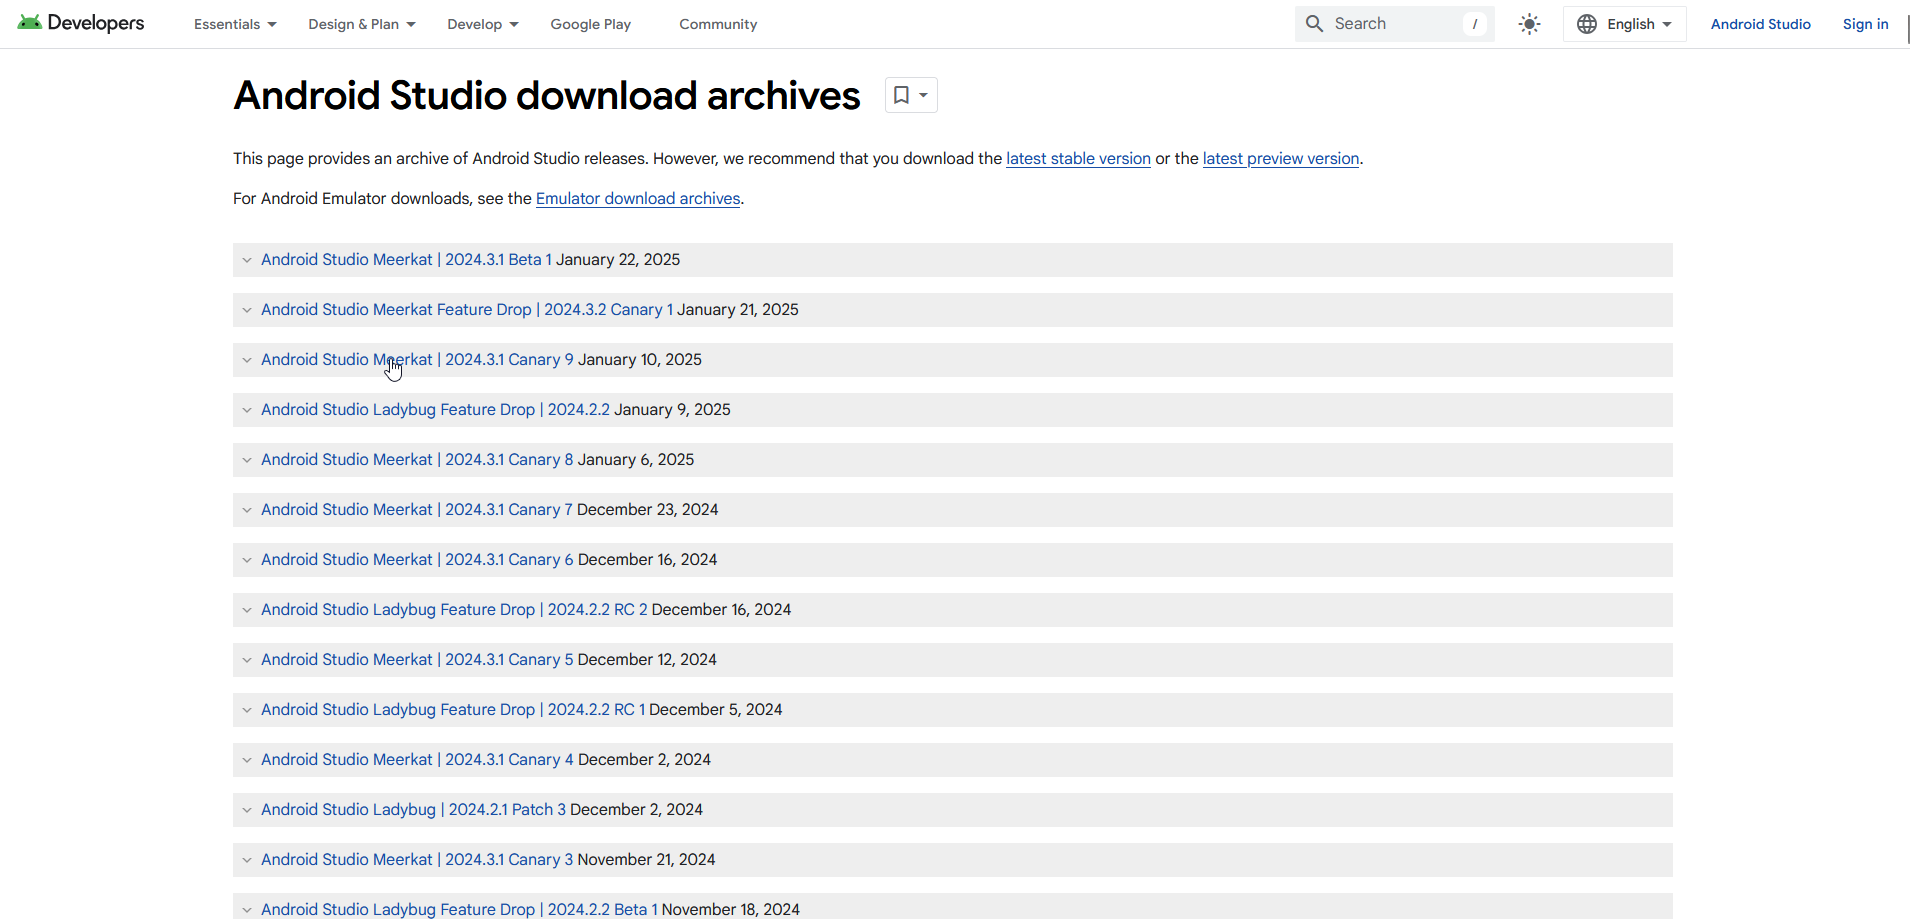 Developers Essentials Design & Plan Develop Google Play Community Search / English Android Studio Sign in
Android Studio download archives
This page provides an archive of Android Studio releases. However, we recommend that you download the latest stable version or the latest preview version.
For Android Emulator downloads, see the Emulator download archives.
Android Studio Meerkat | 2024.3.1 Beta 1 January 22, 2025
Android Studio Meerkat Feature Drop | 2024.3.2 Canary 1 January 21, 2025
Android Studio Meerkat | 2024.3.1 Canary 9 January 10, 2025
Android Studio Ladybug Feature Drop | 2024.2.2 January 9, 2025
Android Studio Meerkat | 2024.3.1 Canary 8 January 6, 2025
Android Studio Meerkat | 2024.3.1 Canary 7 December 23, 2024
Android Studio Meerkat | 2024.3.1 Canary 6 December 16, 2024
Android Studio Ladybug Feature Drop | 2024.2.2 RC 2 December 16, 2024
Android Studio Meerkat | 2024.3.1 Canary 5 December 12, 2024
Android Studio Ladybug Feature Drop | 2024.2.2 RC 1 December 5, 2024
Android Studio Meerkat | 2024.3.1 Canary 4 December 2, 2024
Android Studio Ladybug | 2024.2.1 Patch 3 December 2, 2024
Android Studio Meerkat | 2024.3.1 Canary 3 November 21, 2024
Android Studio Ladybug Feature Drop | 2024.2.2 Beta 1 November 18, 2024